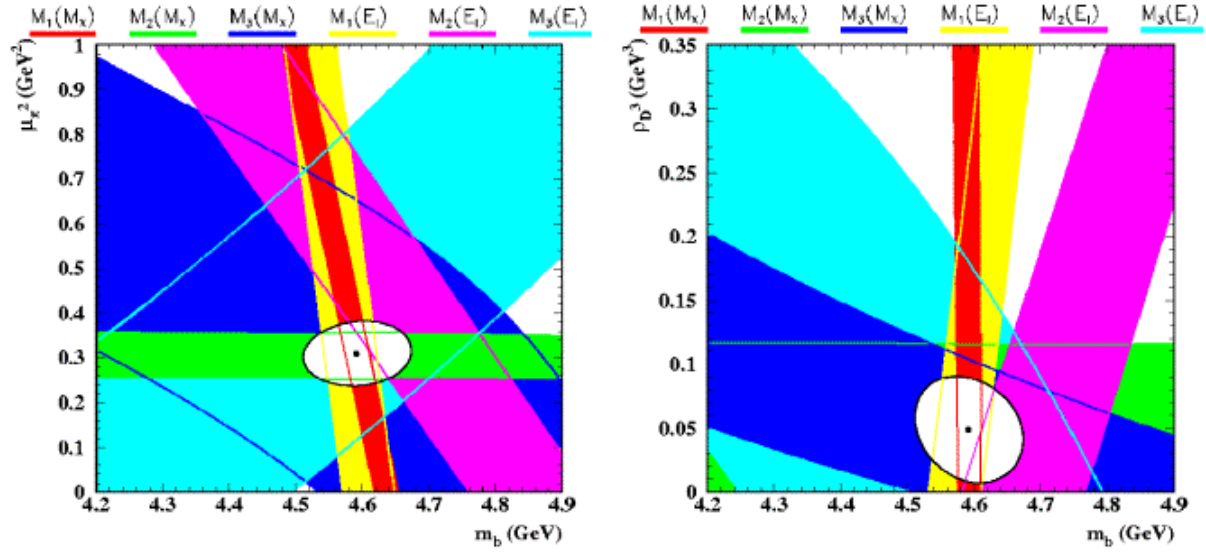 M₁(Mₓ) M₂(Mₓ) M₃(Mₓ) M₁(Eₗ) M₂(Eₗ) M₃(Eₗ)
μπ² (GeV²)
1
0.9
0.8
0.7
0.6
0.5
0.4
0.3
0.2
0.1
0
4.2 4.3 4.4 4.5 4.6 4.7 4.8 4.9
m_b (GeV)
M₁(Mₓ) M₂(Mₓ) M₃(Mₓ) M₁(Eₗ) M₂(Eₗ) M₃(Eₗ)
ρD³ (GeV³)
0.35
0.3
0.25
0.2
0.15
0.1
0.05
0
4.2 4.3 4.4 4.5 4.6 4.7 4.8 4.9
m_b (GeV)